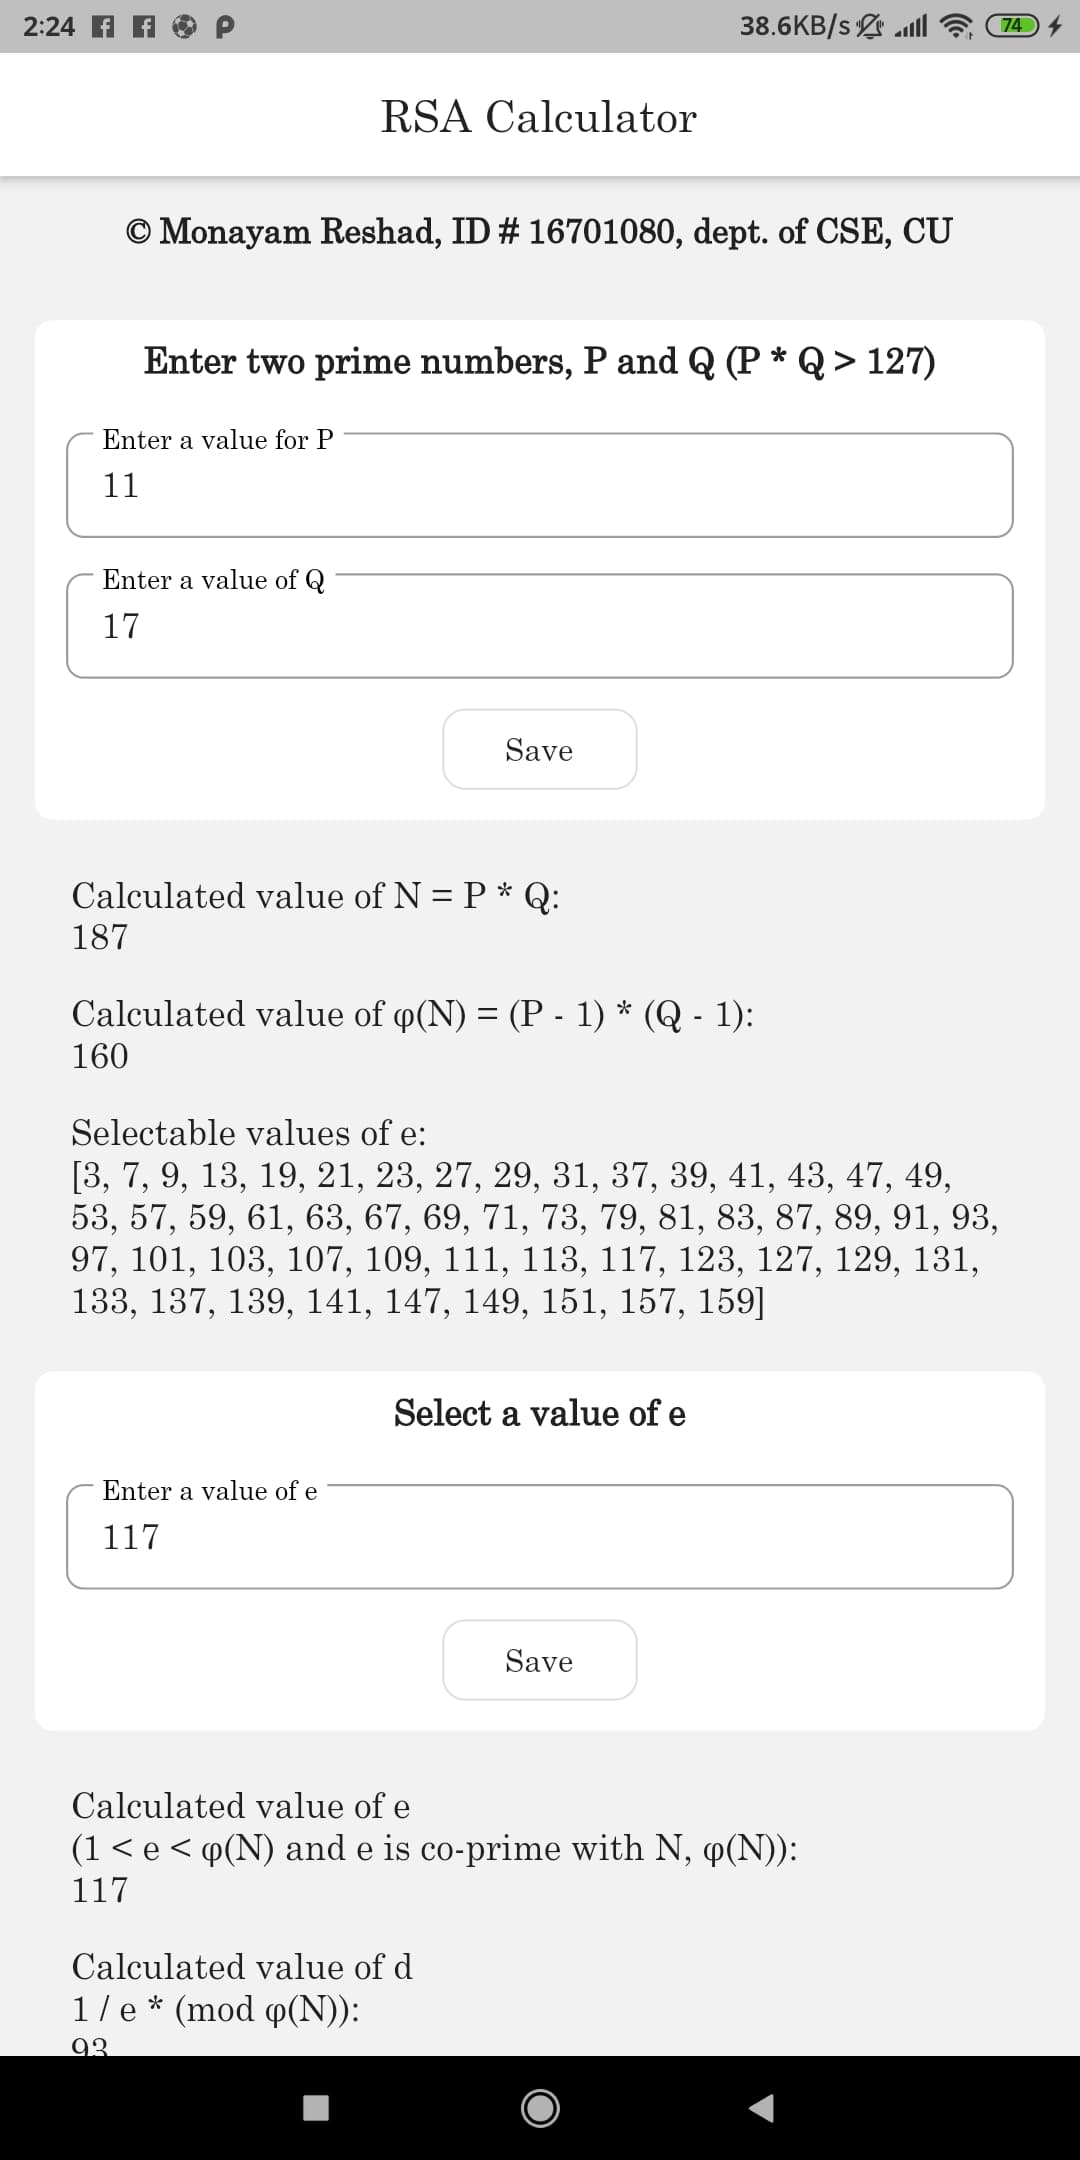 2:24
38.6KB/s
74
RSA Calculator
© Monayam Reshad, ID # 16701080, dept. of CSE, CU
Enter two prime numbers, P and Q (P * Q > 127)
Enter a value for P
11
Enter a value of Q
17
Save
Calculated value of N = P * Q:
187
Calculated value of φ(N) = (P - 1) * (Q - 1):
160
Selectable values of e:
[3, 7, 9, 13, 19, 21, 23, 27, 29, 31, 37, 39, 41, 43, 47, 49,
53, 57, 59, 61, 63, 67, 69, 71, 73, 79, 81, 83, 87, 89, 91, 93,
97, 101, 103, 107, 109, 111, 113, 117, 123, 127, 129, 131,
133, 137, 139, 141, 147, 149, 151, 157, 159]
Select a value of e
Enter a value of e
117
Save
Calculated value of e
(1 < e < φ(N) and e is co-prime with N, φ(N)):
117
Calculated value of d
1 / e * (mod φ(N)):
93